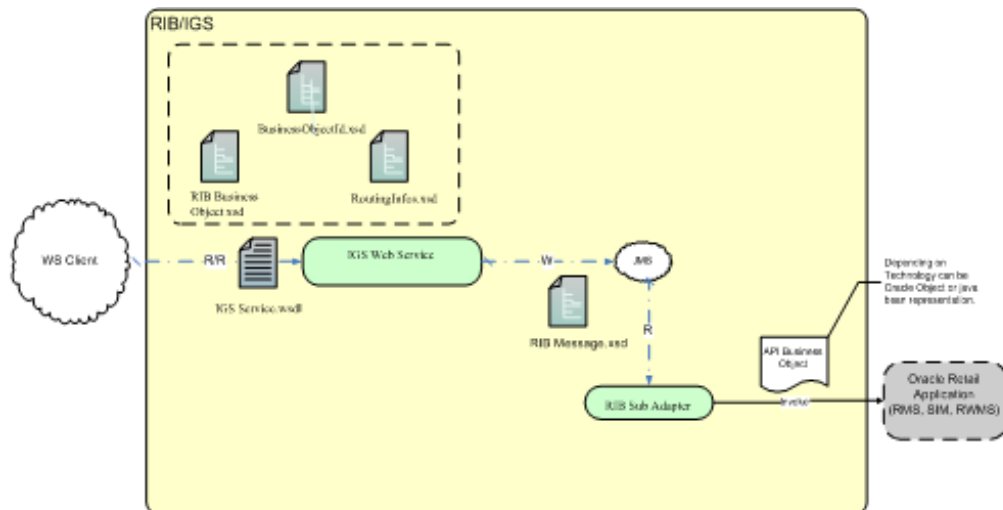 RIB/IGS
BusinessObjectId.xsd
RIB Business
Object.xsd
RoutingInfos.xsd
WS Client
R/R
IGS Service.wsdl
IGS Web Service
W
JMS
RIB Message.xsd
R
RIB Sub Adapter
Depending on
Technology can be
Oracle Object or java
bean representation.
API Business
Object
Invoke
Oracle Retail
Application
(RMS, SIM, RWMS)